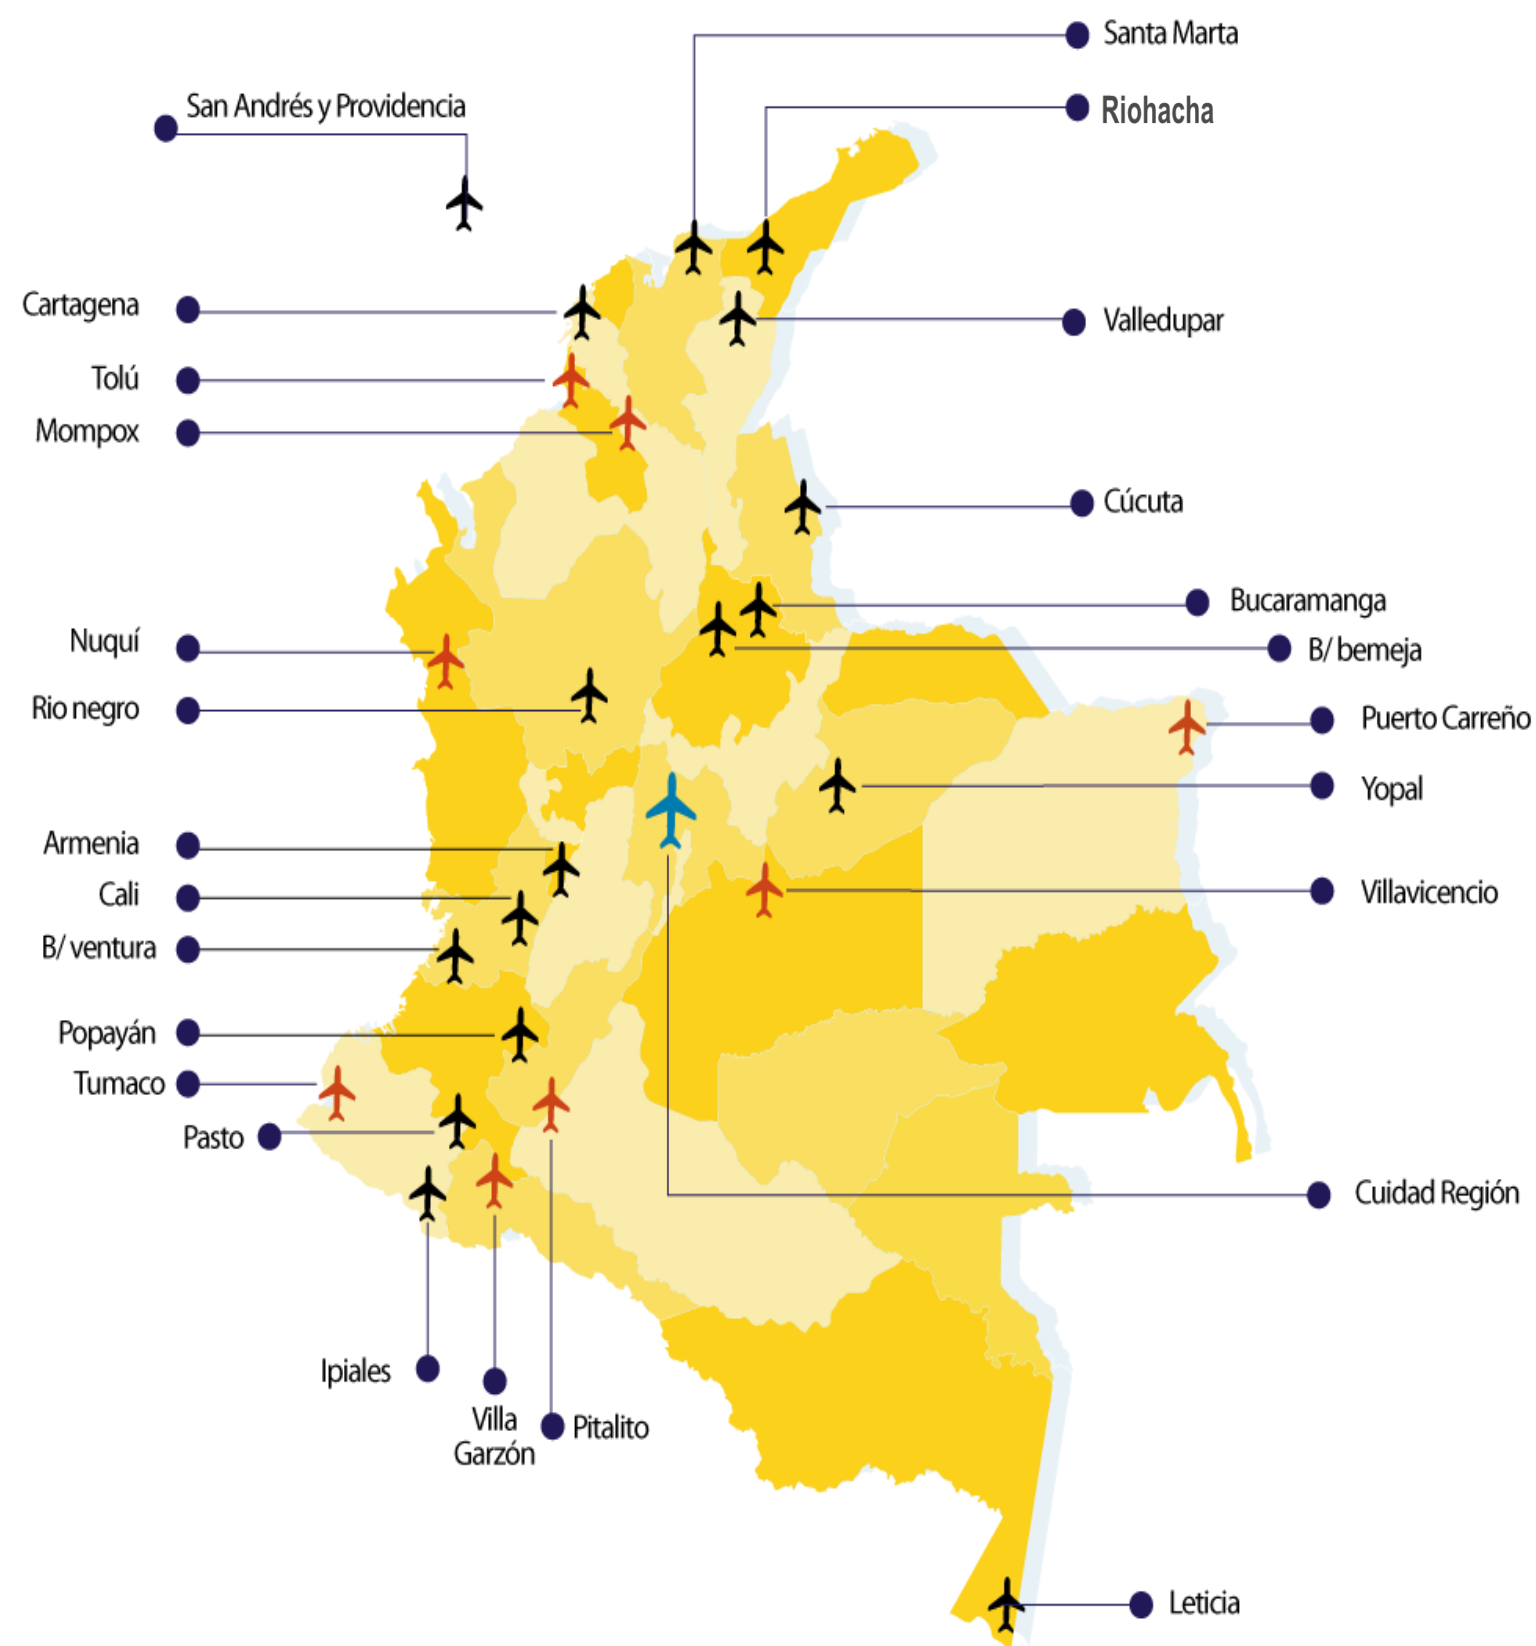 Santa Marta
San Andrés y Providencia
Riohacha
Cartagena
Valledupar
Tolú
Mompox
Cúcuta
Bucaramanga
Nuquí
B/ bemeja
Rio negro
Puerto Carreño
Yopal
Armenia
Cali
Villavicencio
B/ ventura
Popayán
Tumaco
Pasto
Cuidad Región
Ipiales
Villa
Garzón
Pitalito
Leticia